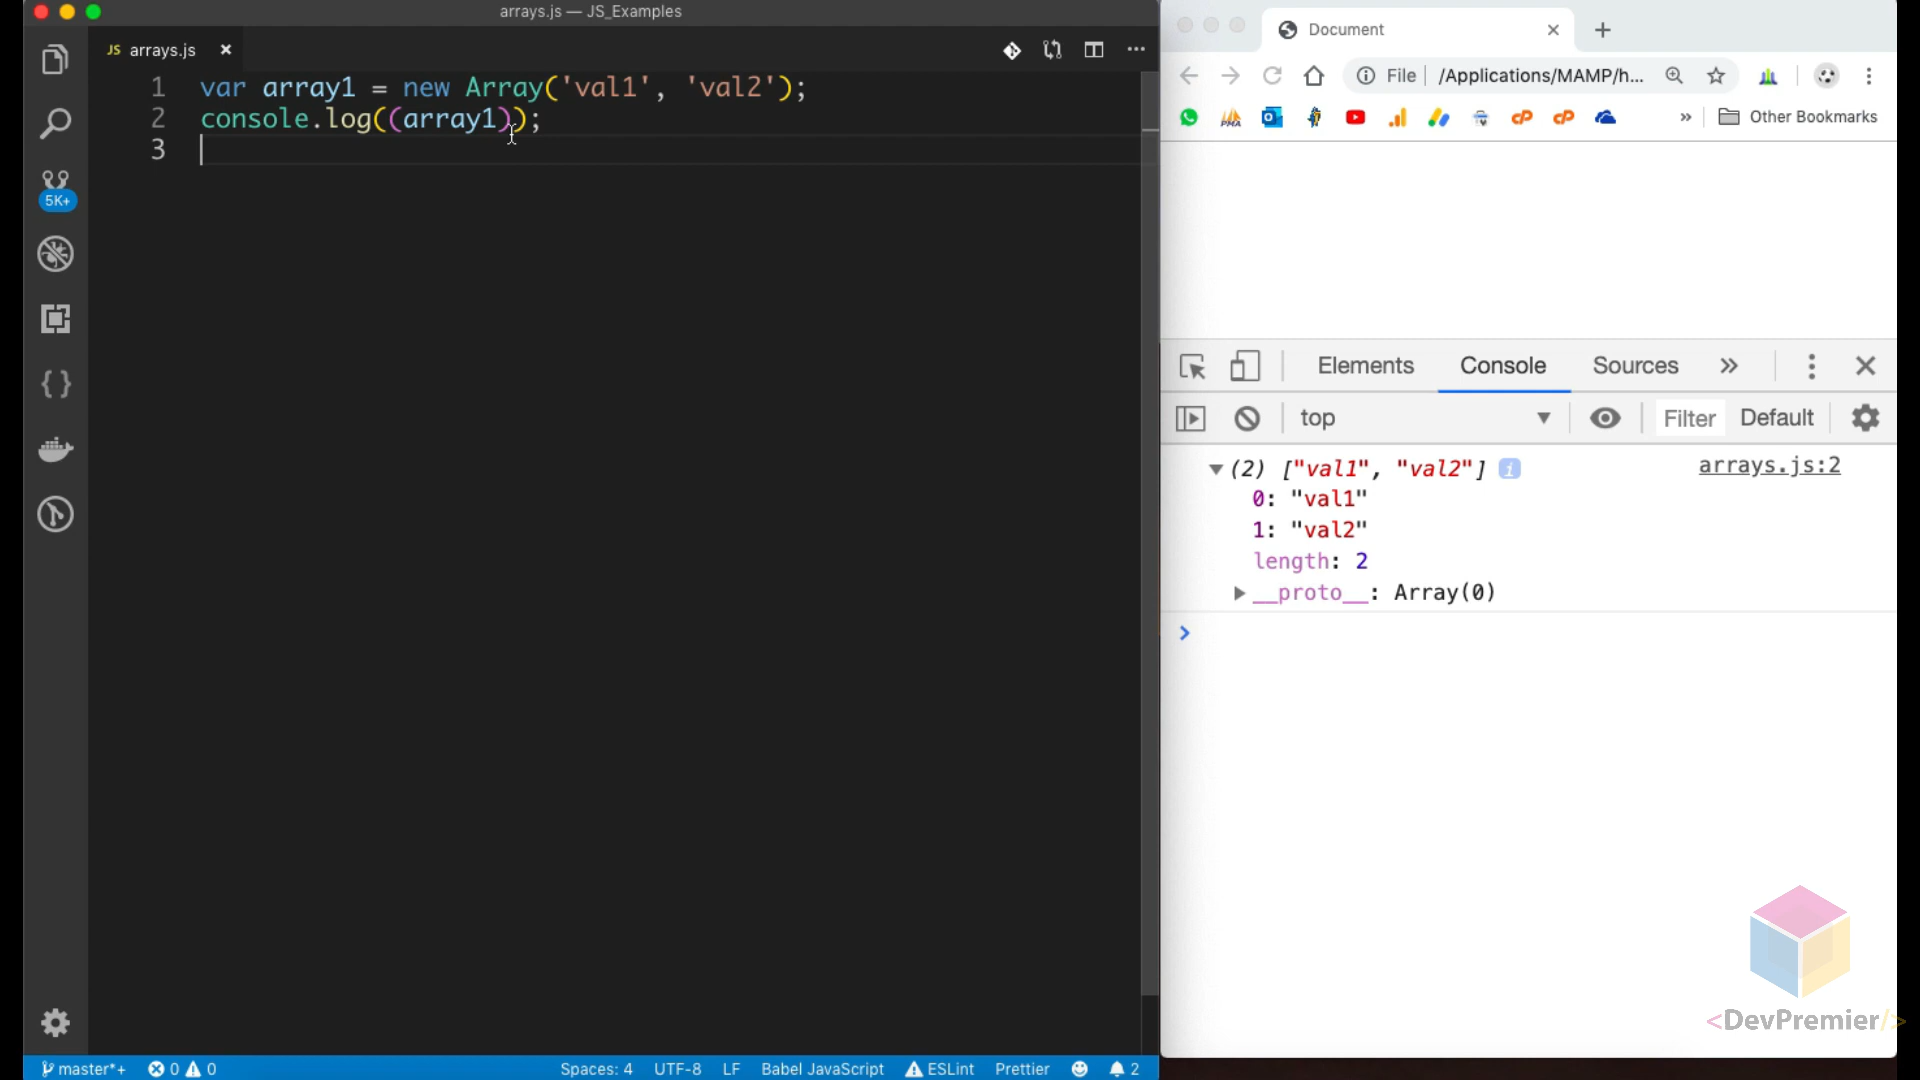 arrays.js — JS_Examples
JS arrays.js
1 var array1 = new Array('val1', 'val2');
2 console.log((array1));
3
5K+
master*+ 0 0 Spaces: 4 UTF-8 LF Babel JavaScript ESLint Prettier 2
Document
File /Applications/MAMP/h...
PMA cP cP » Other Bookmarks
Elements Console Sources »
top Filter Default
(2) ["val1", "val2"] i arrays.js:2
0: "val1"
1: "val2"
length: 2
__proto__: Array(0)
<DevPremier/>